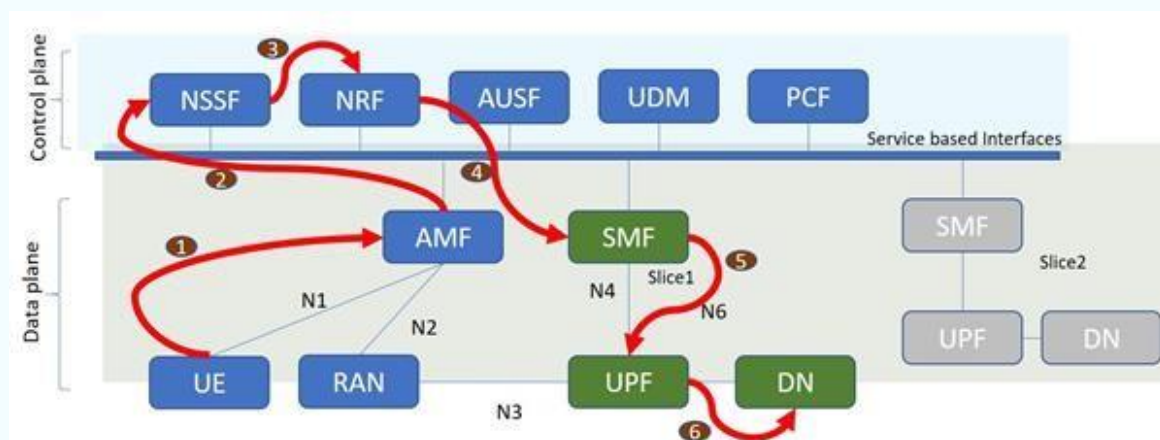 Control plane
3
NSSF
NRF
AUSF
UDM
PCF
Service based Interfaces
2
4
Data plane
1
AMF
SMF
5
SMF
Slice1
Slice2
N1
N4
N6
N2
UE
RAN
UPF
DN
UPF
DN
N3
6